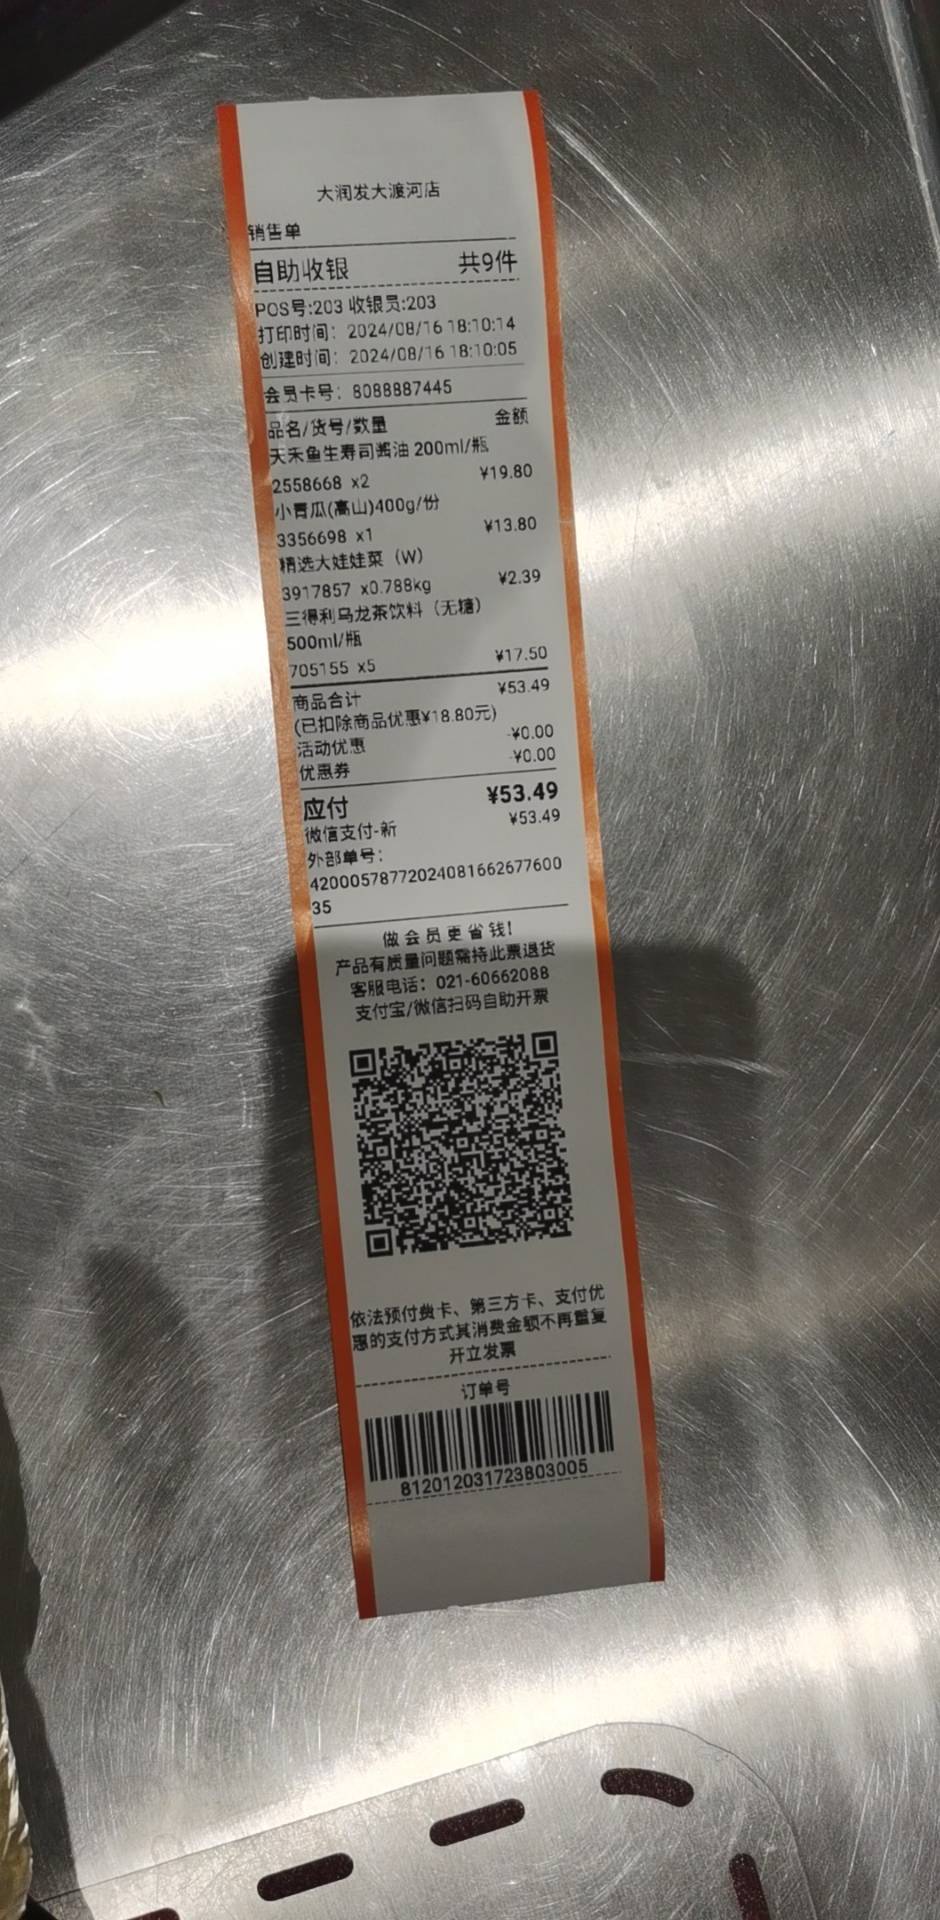 大润发大渡河店
销售单
自助收银 共9件
POS号:203 收银员:203
打印时间: 2024/08/16 18:10:14
创建时间: 2024/08/16 18:10:05
会员卡号: 8088887445
品名/货号/数量 金额
天禾鱼生寿司酱油 200ml/瓶
2558668 x2 ¥19.80
小青瓜(高山)400g/份
3356698 x1 ¥13.80
精选大娃娃菜（W）
3917857 x0.788kg ¥2.39
三得利乌龙茶饮料（无糖）
500ml/瓶
705155 x5 ¥17.50
商品合计 ¥53.49
(已扣除商品优惠¥18.80元)
活动优惠 -¥0.00
优惠券 -¥0.00
应付 ¥53.49
微信支付-新 ¥53.49
外部单号:
42000578772024081662677600
35
做会员更省钱!
产品有质量问题需持此票退货
客服电话: 021-60662088
支付宝/微信扫码自助开票
依法预付费卡、第三方卡、支付优
惠的支付方式其消费金额不再重复
开立发票
订单号
812012031723803005